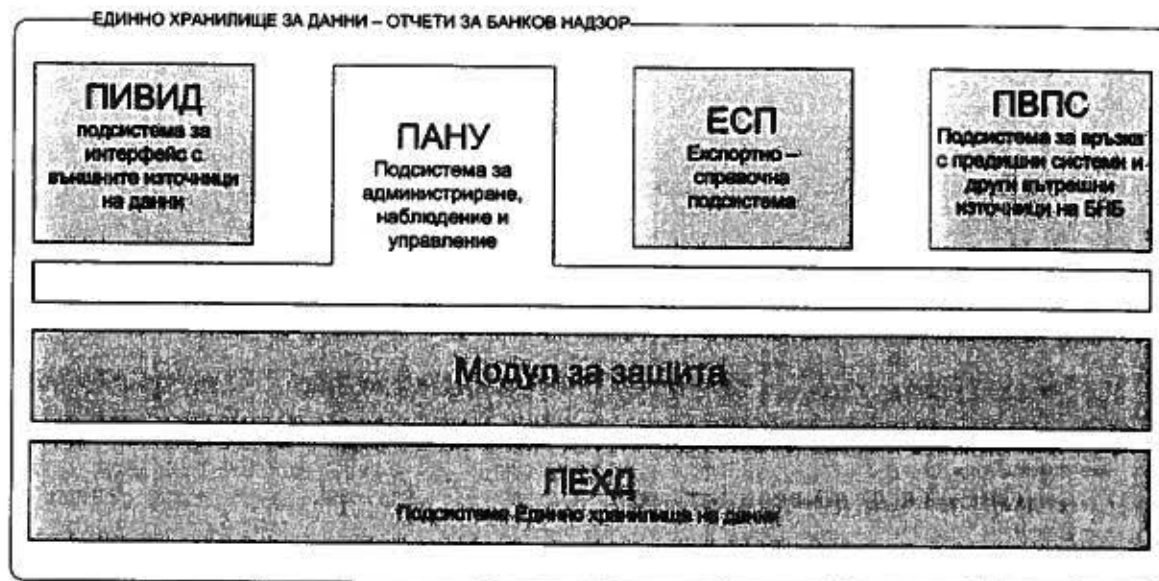 ЕДИННО ХРАНИЛИЩЕ ЗА ДАННИ – ОТЧЕТИ ЗА БАНКОВ НАДЗОР
ПИВИД
подсистема за
интерфейс с
външните източници
на данни
ПАНУ
Подсистема за
администриране,
наблюдение и
управление
ЕСП
Експортно –
справочна
подсистема
ПВПС
Подсистема за връзка
с предишни системи и
други вътрешни
източници на БНБ
Модул за защита
ПЕХД
Подсистема Единно хранилище на данни